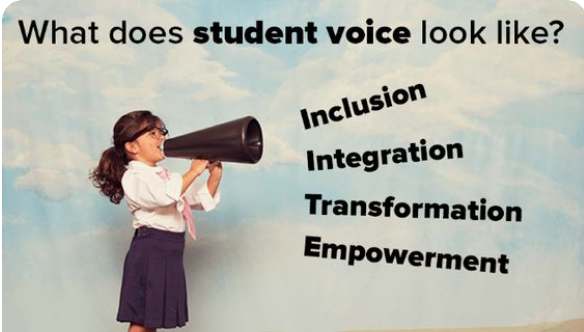 What does student voice look like?
Inclusion
Integration
Transformation
Empowerment